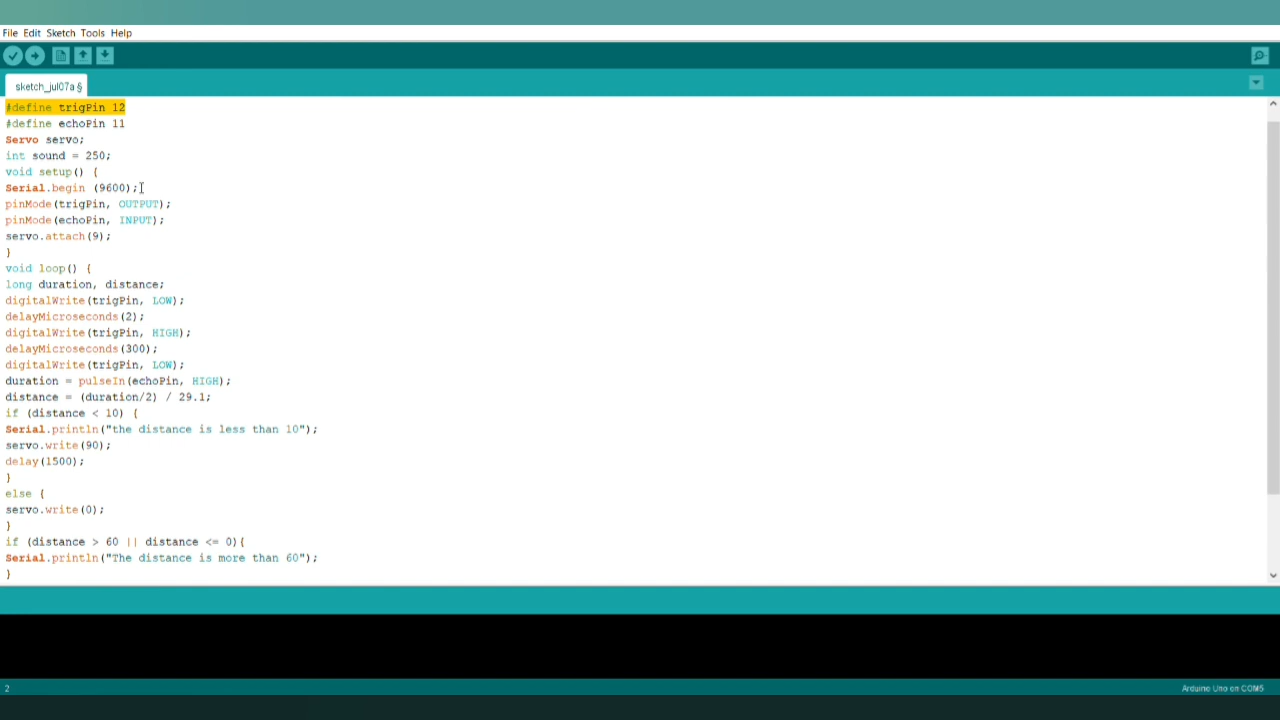 File Edit Sketch Tools Help
sketch_jul07a §
#define trigPin 12
#define echoPin 11
Servo servo;
int sound = 250;
void setup() {
Serial.begin (9600);
pinMode(trigPin, OUTPUT);
pinMode(echoPin, INPUT);
servo.attach(9);
}
void loop() {
long duration, distance;
digitalWrite(trigPin, LOW);
delayMicroseconds(2);
digitalWrite(trigPin, HIGH);
delayMicroseconds(300);
digitalWrite(trigPin, LOW);
duration = pulseIn(echoPin, HIGH);
distance = (duration/2) / 29.1;
if (distance < 10) {
Serial.println("the distance is less than 10");
servo.write(90);
delay(1500);
}
else {
servo.write(0);
}
if (distance > 60 || distance <= 0){
Serial.println("The distance is more than 60");
}
2
Arduino Uno on COM5